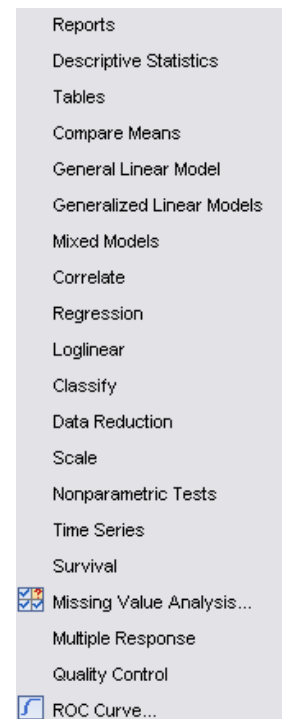 Reports
Descriptive Statistics
Tables
Compare Means
General Linear Model
Generalized Linear Models
Mixed Models
Correlate
Regression
Loglinear
Classify
Data Reduction
Scale
Nonparametric Tests
Time Series
Survival
Missing Value Analysis...
Multiple Response
Quality Control
ROC Curve...